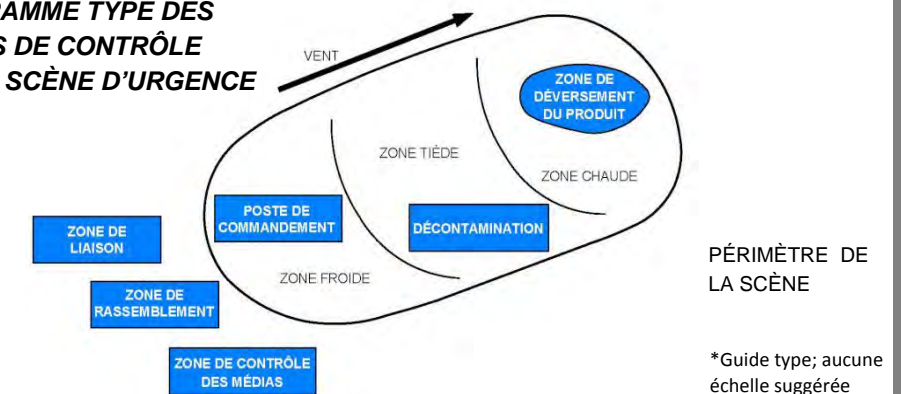 RAMME TYPE DES
S DE CONTRÔLE
SCÈNE D’URGENCE
VENT
ZONE DE
DÉVERSEMENT
DU PRODUIT
ZONE TIÈDE
ZONE CHAUDE
POSTE DE
COMMANDEMENT
DÉCONTAMINATION
ZONE DE
LIAISON
ZONE FROIDE
ZONE DE
RASSEMBLEMENT
ZONE DE CONTRÔLE
DES MÉDIAS
PÉRIMÈTRE DE
LA SCÈNE
*Guide type; aucune
échelle suggérée